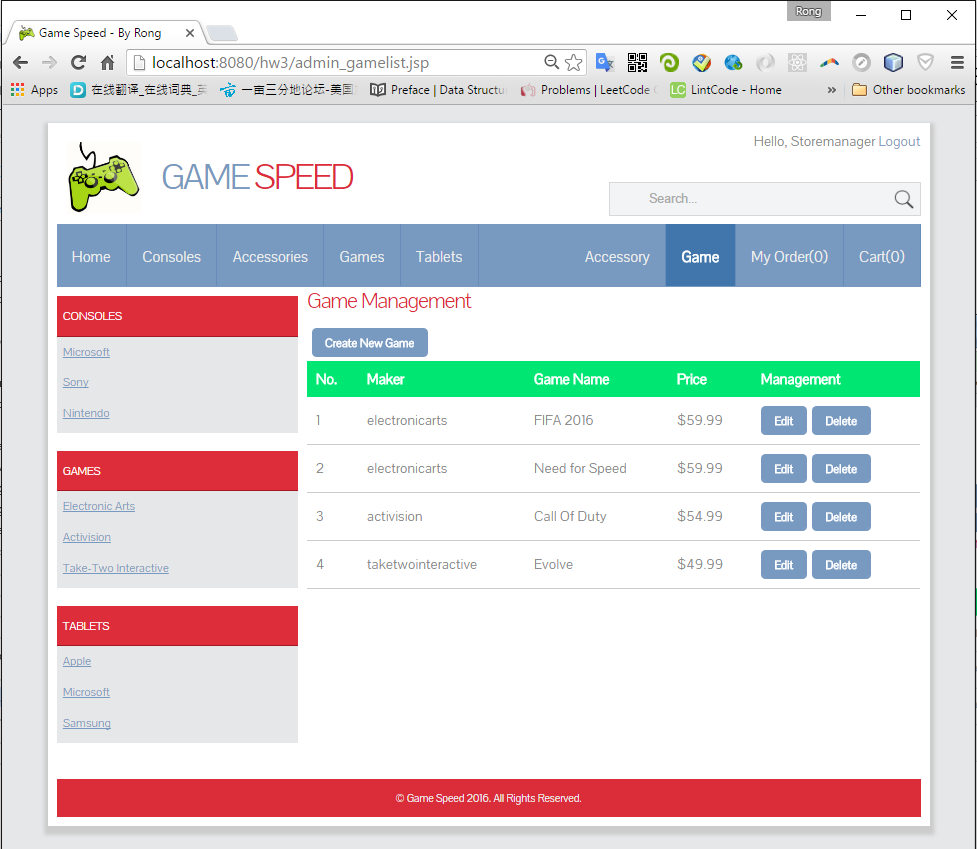 Rong
Game Speed - By Rong
localhost:8080/hw3/admin_gamelist.jsp
Apps 在线翻译_在线词典_ 一亩三分地论坛-美国 Preface | Data Structu Problems | LeetCode LC LintCode - Home » Other bookmarks
Hello, Storemanager Logout
GAME SPEED
Search...
Home Consoles Accessories Games Tablets Accessory Game My Order(0) Cart(0)
CONSOLES
Microsoft
Sony
Nintendo
GAMES
Electronic Arts
Activision
Take-Two Interactive
TABLETS
Apple
Microsoft
Samsung
Game Management
Create New Game
No. Maker Game Name Price Management
1 electronicarts FIFA 2016 $59.99 Edit Delete
2 electronicarts Need for Speed $59.99 Edit Delete
3 activision Call Of Duty $54.99 Edit Delete
4 taketwointeractive Evolve $49.99 Edit Delete
© Game Speed 2016. All Rights Reserved.